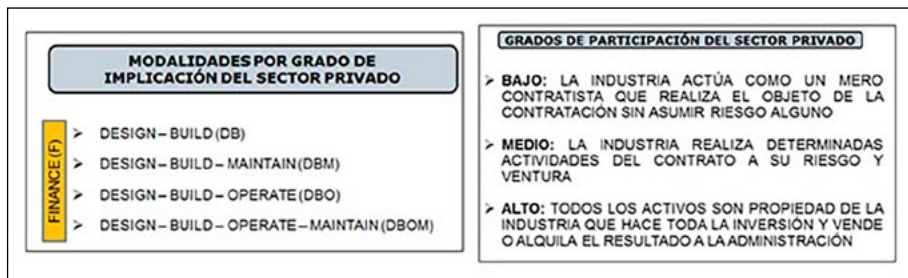 MODALIDADES POR GRADO DE
IMPLICACIÓN DEL SECTOR PRIVADO
FINANCE (F)
➤ DESIGN – BUILD (DB)
➤ DESIGN – BUILD – MAINTAIN (DBM)
➤ DESIGN – BUILD – OPERATE (DBO)
➤ DESIGN – BUILD – OPERATE – MAINTAIN (DBOM)
GRADOS DE PARTICIPACIÓN DEL SECTOR PRIVADO
➤ BAJO: LA INDUSTRIA ACTÚA COMO UN MERO
CONTRATISTA QUE REALIZA EL OBJETO DE LA
CONTRATACIÓN SIN ASUMIR RIESGO ALGUNO
➤ MEDIO: LA INDUSTRIA REALIZA DETERMINADAS
ACTIVIDADES DEL CONTRATO A SU RIESGO Y
VENTURA
➤ ALTO: TODOS LOS ACTIVOS SON PROPIEDAD DE LA
INDUSTRIA QUE HACE TODA LA INVERSIÓN Y VENDE
O ALQUILA EL RESULTADO A LA ADMINISTRACIÓN